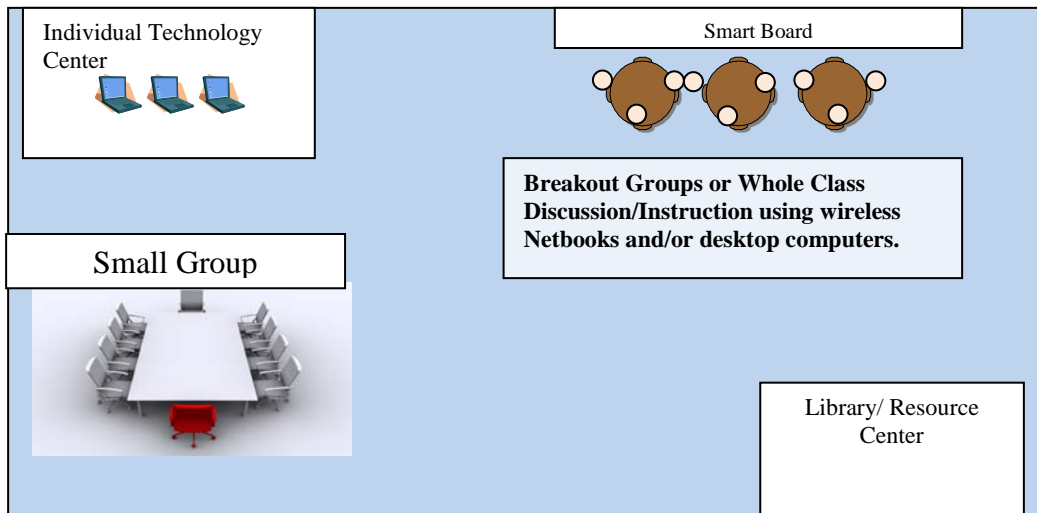 Individual Technology
Center
Smart Board
Breakout Groups or Whole Class
Discussion/Instruction using wireless
Netbooks and/or desktop computers.
Small Group
Library/ Resource
Center